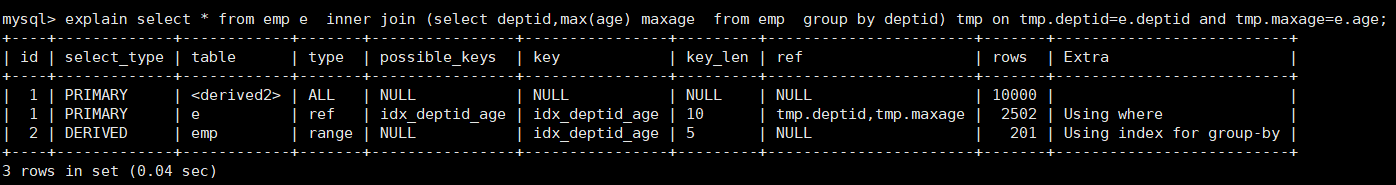 mysql> explain select * from emp e  inner join (select deptid,max(age) maxage  from emp  group by deptid) tmp on tmp.deptid=e.deptid and tmp.maxage=e.age;
+----+-------------+------------+-------+----------------+----------------+---------+-----------------------+-------+--------------------------+
| id | select_type | table      | type  | possible_keys  | key            | key_len | ref                   | rows  | Extra                    |
+----+-------------+------------+-------+----------------+----------------+---------+-----------------------+-------+--------------------------+
|  1 | PRIMARY     | <derived2> | ALL   | NULL           | NULL           | NULL    | NULL                  | 10000 |                          |
|  1 | PRIMARY     | e          | ref   | idx_deptid_age | idx_deptid_age | 10      | tmp.deptid,tmp.maxage |  2502 | Using where              |
|  2 | DERIVED     | emp        | range | NULL           | idx_deptid_age | 5       | NULL                  |   201 | Using index for group-by |
+----+-------------+------------+-------+----------------+----------------+---------+-----------------------+-------+--------------------------+
3 rows in set (0.04 sec)